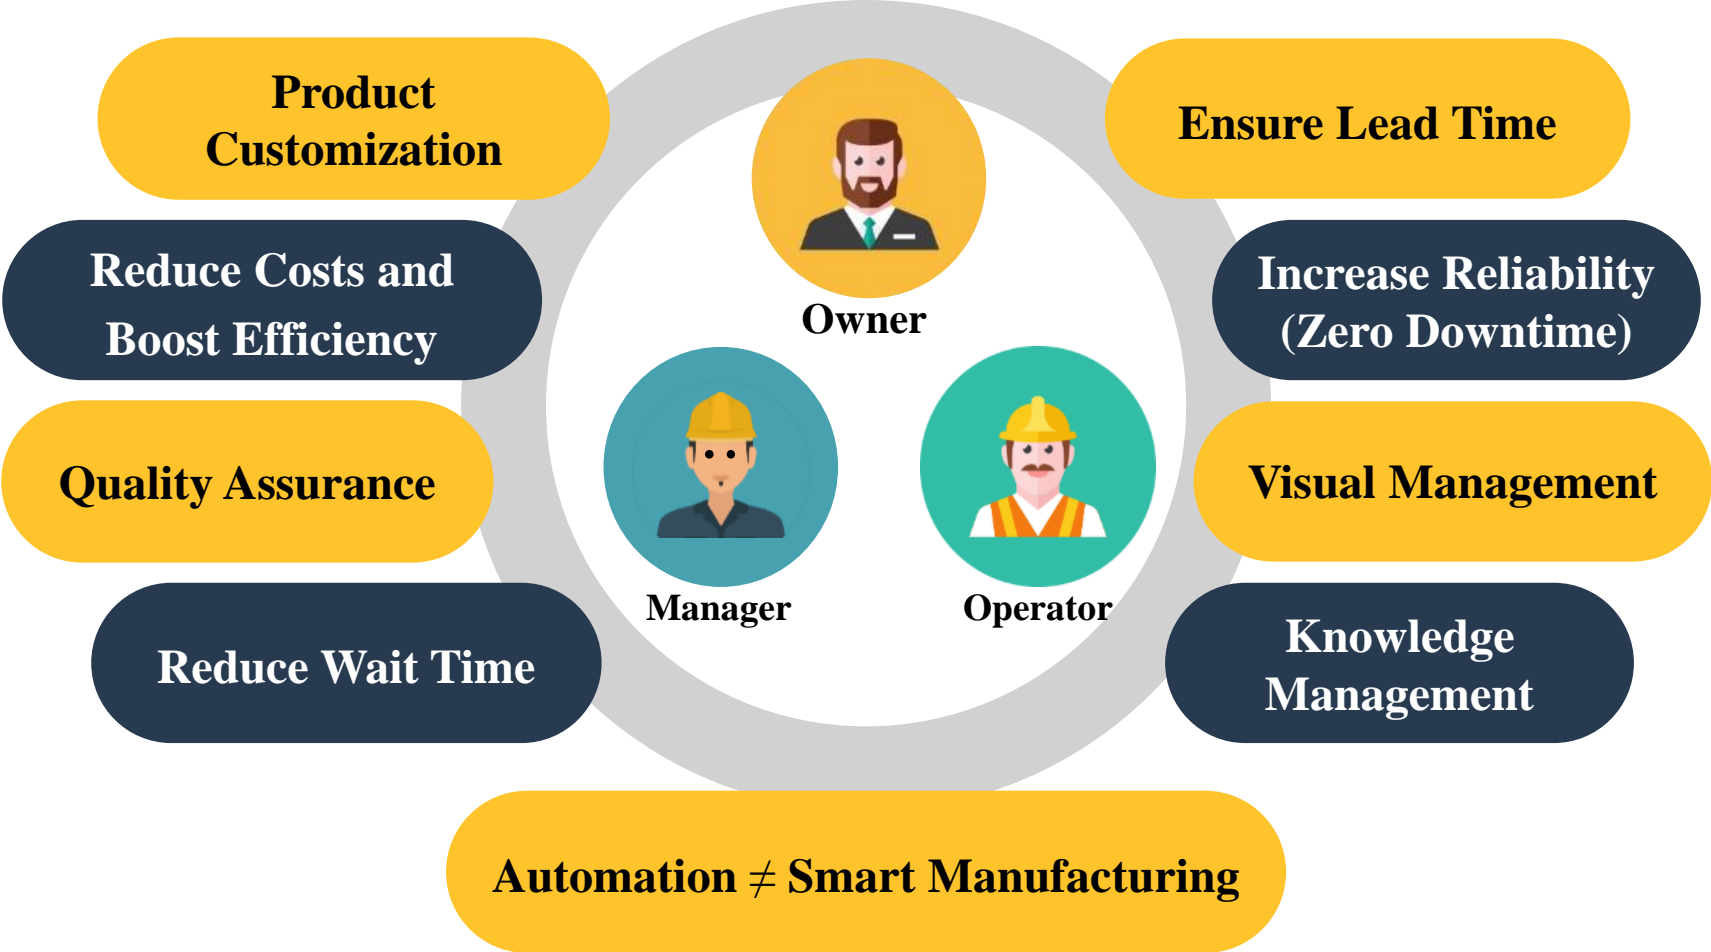 Product
Customization
Ensure Lead Time
Owner
Reduce Costs and
Boost Efficiency
Increase Reliability
(Zero Downtime)
Quality Assurance
Visual Management
Manager
Operator
Reduce Wait Time
Knowledge
Management
Automation ≠ Smart Manufacturing